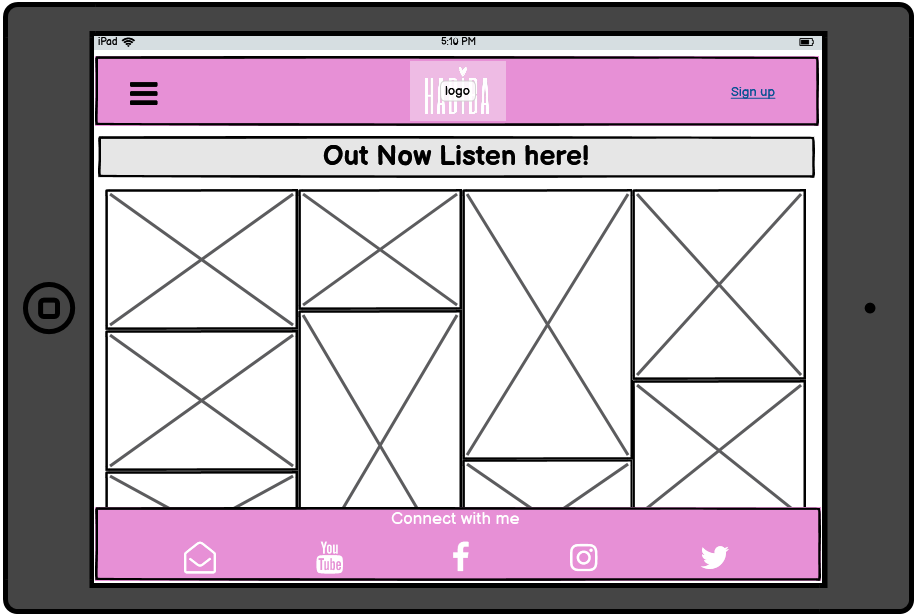 iPad
5:10 PM
HABIBA
logo
Sign up
Out Now Listen here!
Connect with me
You
Tube